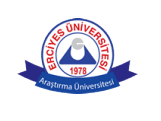 ERCİYES ÜNİVERSİTESİ
1978
Araştırma Üniversitesi